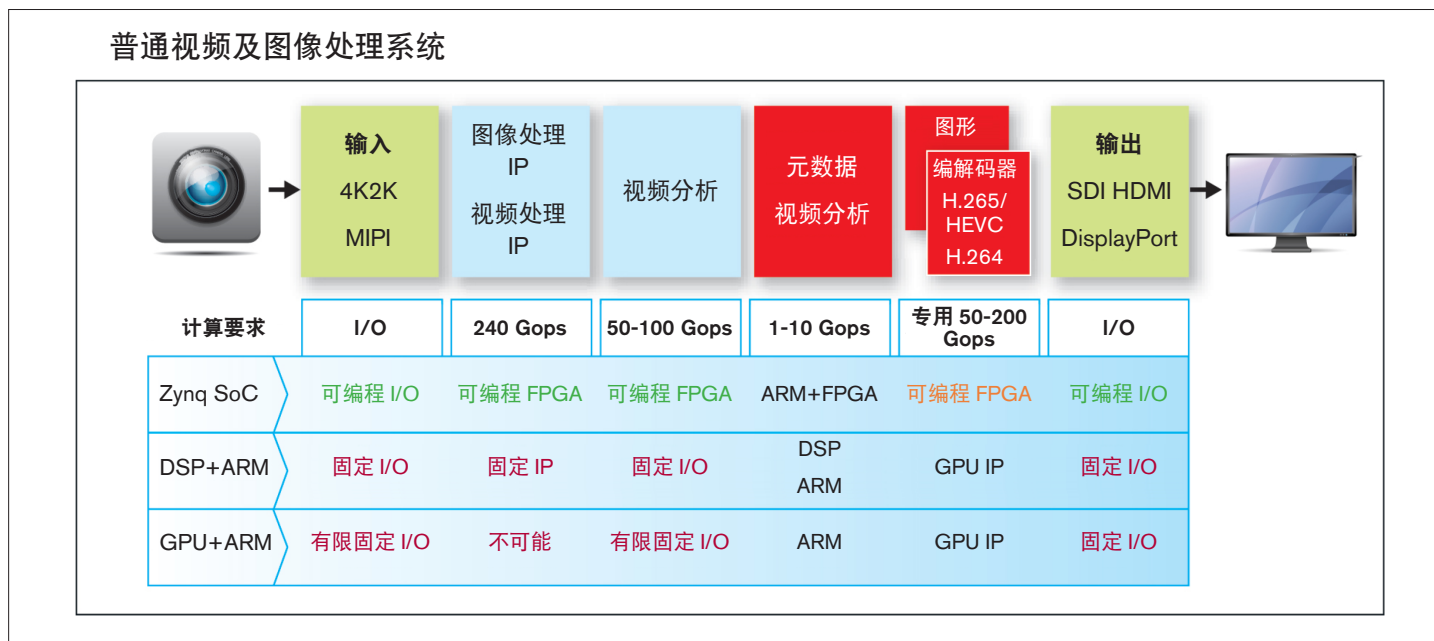 普通视频及图像处理系统
输入
4K2K
MIPI
图像处理
IP
视频处理
IP
视频分析
元数据
视频分析
图形
编解码器
H.265/
HEVC
H.264
输出
SDI HDMI
DisplayPort
计算要求
I/O
240 Gops
50-100 Gops
1-10 Gops
专用 50-200
Gops
I/O
Zynq SoC
可编程 I/O
可编程 FPGA
可编程 FPGA
ARM+FPGA
可编程 FPGA
可编程 I/O
DSP+ARM
固定 I/O
固定 IP
固定 I/O
DSP
ARM
GPU IP
固定 I/O
GPU+ARM
有限固定 I/O
不可能
有限固定 I/O
ARM
GPU IP
固定 I/O